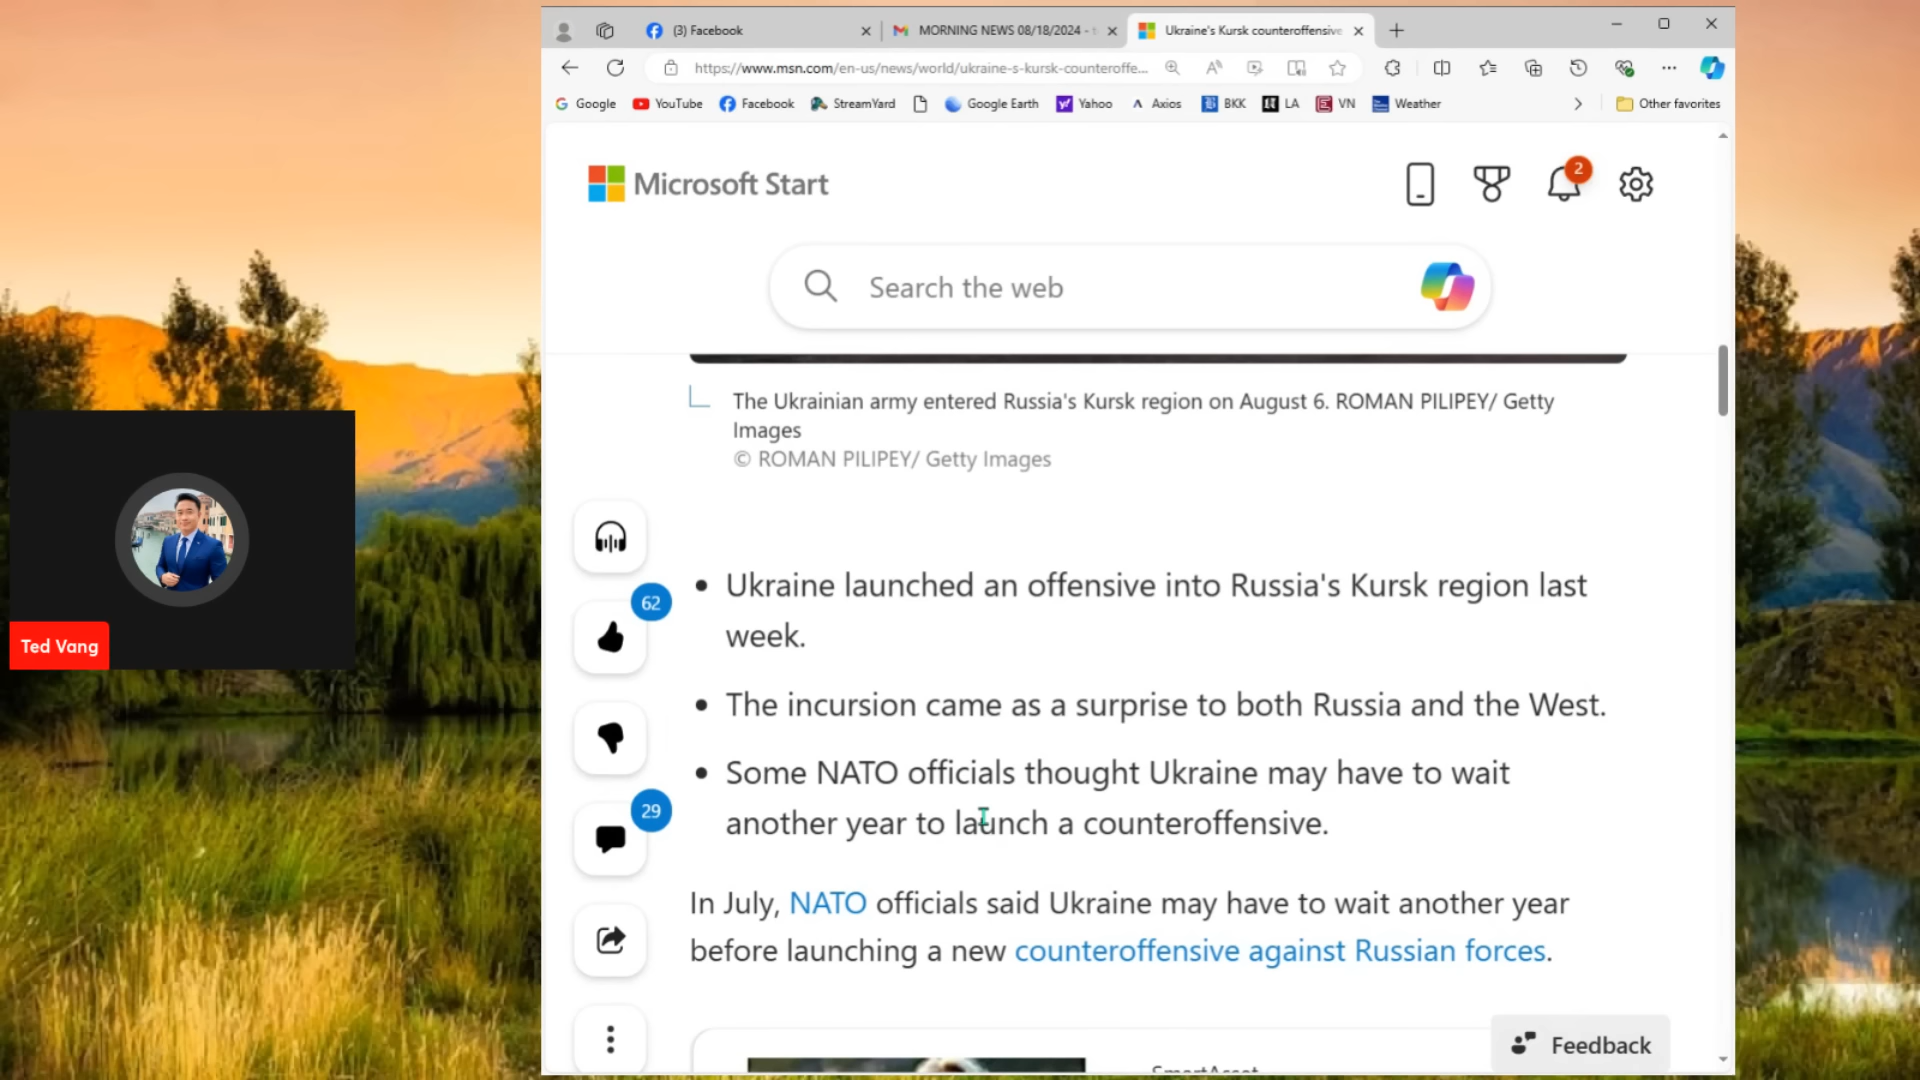 (3) Facebook
MORNING NEWS 08/18/2024 -
Ukraine's Kursk counteroffensive
https://www.msn.com/en-us/news/world/ukraine-s-kursk-counteroffe...
Google YouTube Facebook StreamYard Google Earth Yahoo Axios BKK LA VN Weather Other favorites
Microsoft Start
2
Search the web
The Ukrainian army entered Russia's Kursk region on August 6. ROMAN PILIPEY/ Getty
Images
© ROMAN PILIPEY/ Getty Images
62
29
Ted Vang
• Ukraine launched an offensive into Russia's Kursk region last
week.
• The incursion came as a surprise to both Russia and the West.
• Some NATO officials thought Ukraine may have to wait
another year to launch a counteroffensive.
In July, NATO officials said Ukraine may have to wait another year
before launching a new counteroffensive against Russian forces.
SmartAsset
Feedback